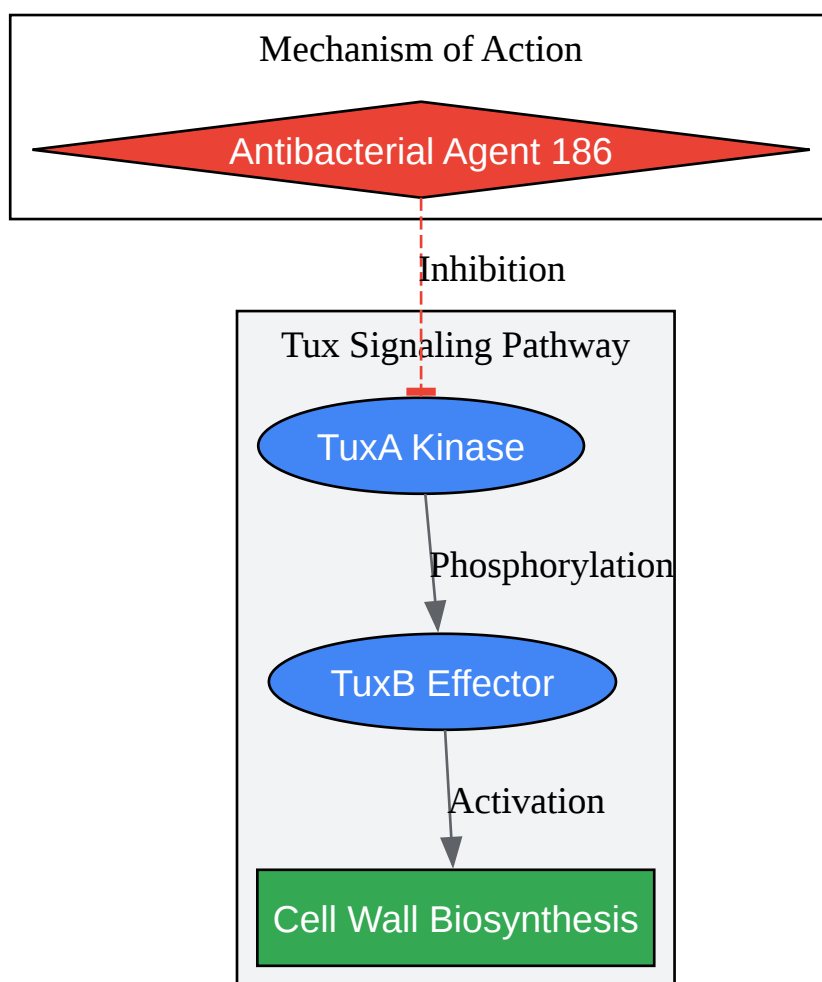 Mechanism of Action
Antibacterial Agent 186
Inhibition
Tux Signaling Pathway
TuxA Kinase
Phosphorylation
TuxB Effector
Activation
Cell Wall Biosynthesis